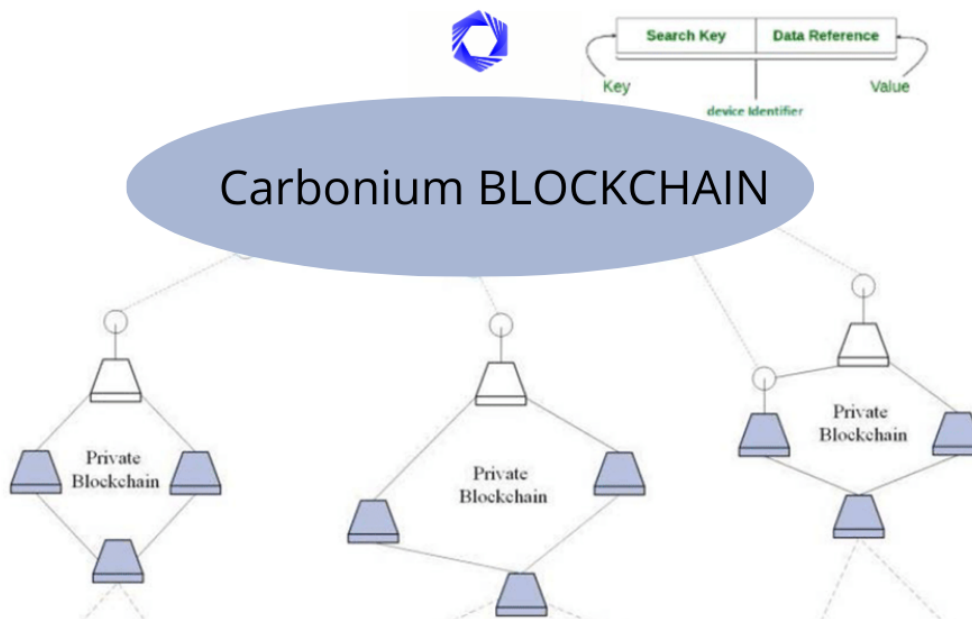 Search Key
Data Reference
Key
Value
device Identifier
Carbonium BLOCKCHAIN
Private
Blockchain
Private
Blockchain
Private
Blockchain